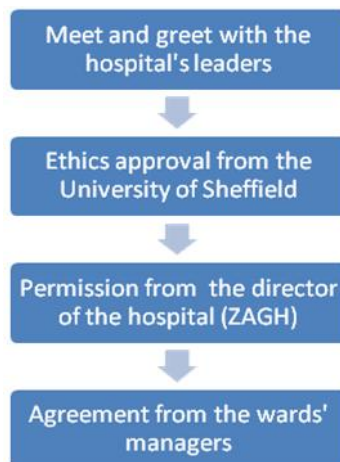 Meet and greet with the
hospital's leaders
Ethics approval from the
University of Sheffield
Permission from the director
of the hospital (ZAGH)
Agreement from the wards'
managers